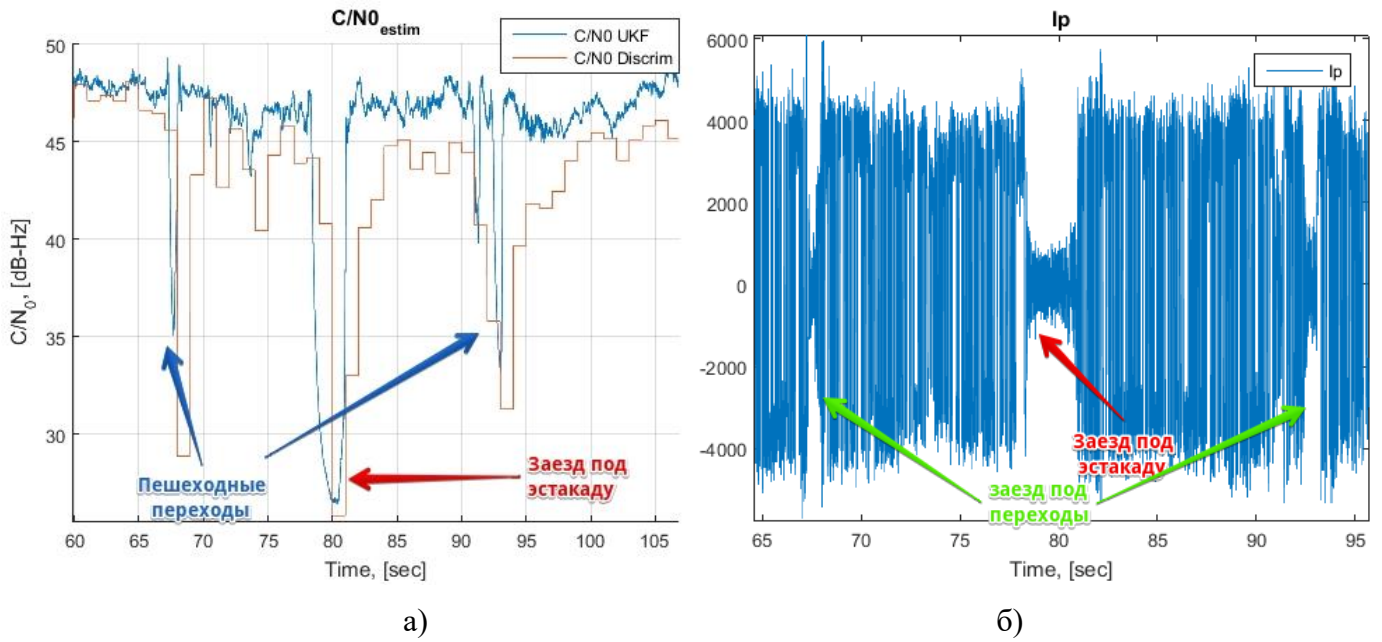 C/N0estim
C/N0 UKF
C/N0 Discrim
C/N0, [dB-Hz]
50
45
40
35
30
Пешеходные
переходы
Заезд под
эстакаду
60 65 70 75 80 85 90 95 100 105
Time, [sec]
а)
Ip
Ip
6000
4000
2000
0
-2000
-4000
Заезд под
эстакаду
заезд под
переходы
65 70 75 80 85 90 95
Time, [sec]
б)